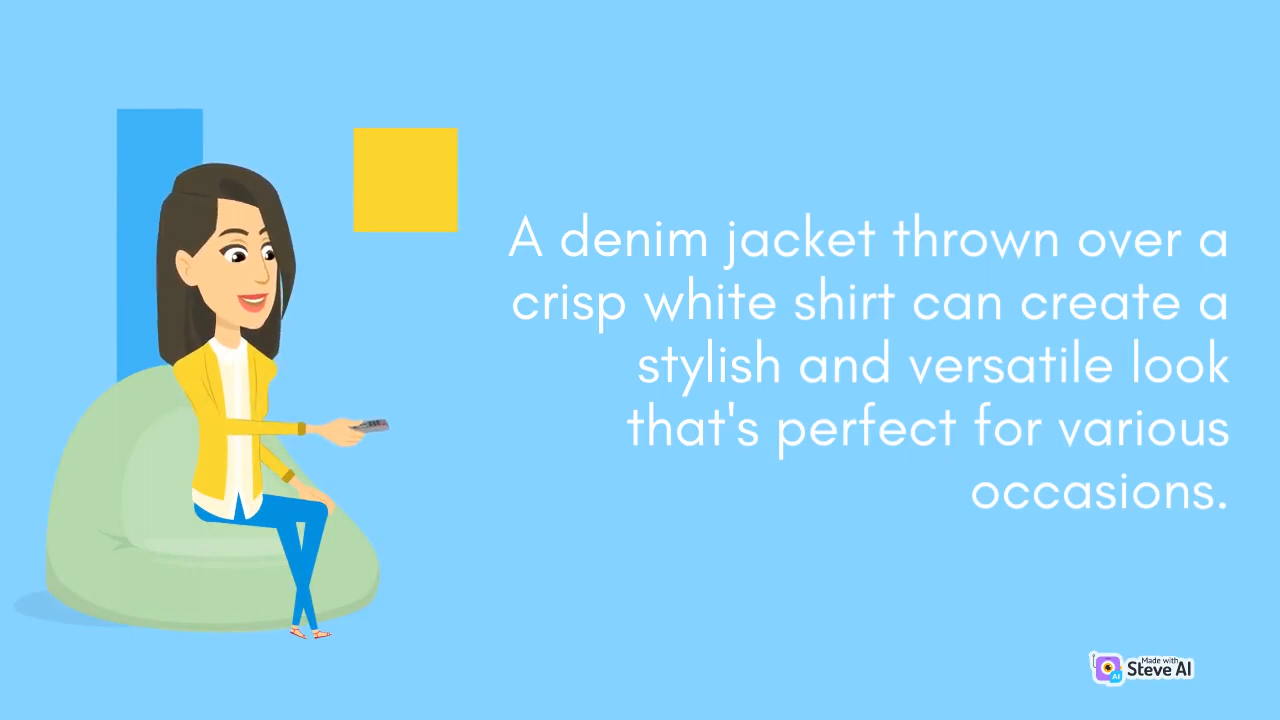 A denim jacket thrown over a
crisp white shirt can create a
stylish and versatile look
that's perfect for various
occasions.
Made with
Steve AI
AI